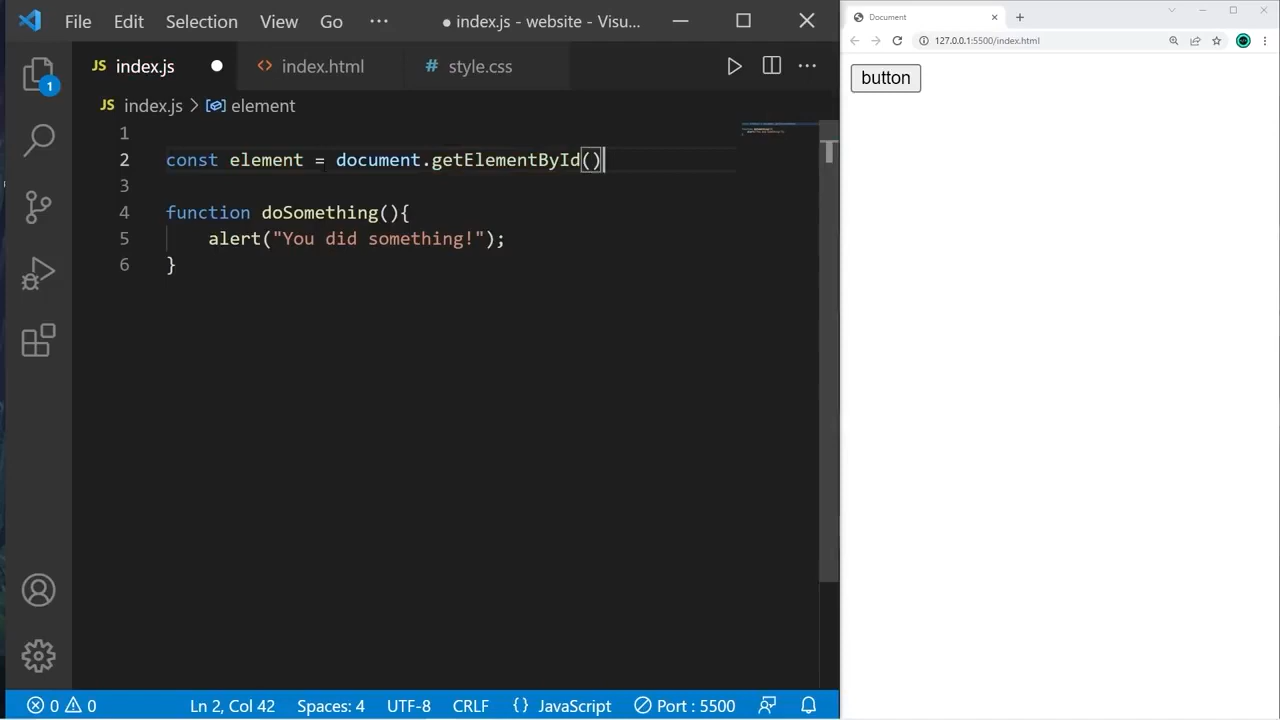 File Edit Selection View Go ··· ● index.js - website - Visu...
JS index.js ● <> index.html # style.css
JS index.js > element
1
2 const element = document.getElementById()
3
4 function doSomething(){
5 alert("You did something!");
6 }
1
0 0 Ln 2, Col 42 Spaces: 4 UTF-8 CRLF {} JavaScript Port : 5500
Document
127.0.0.1:5500/index.html
button